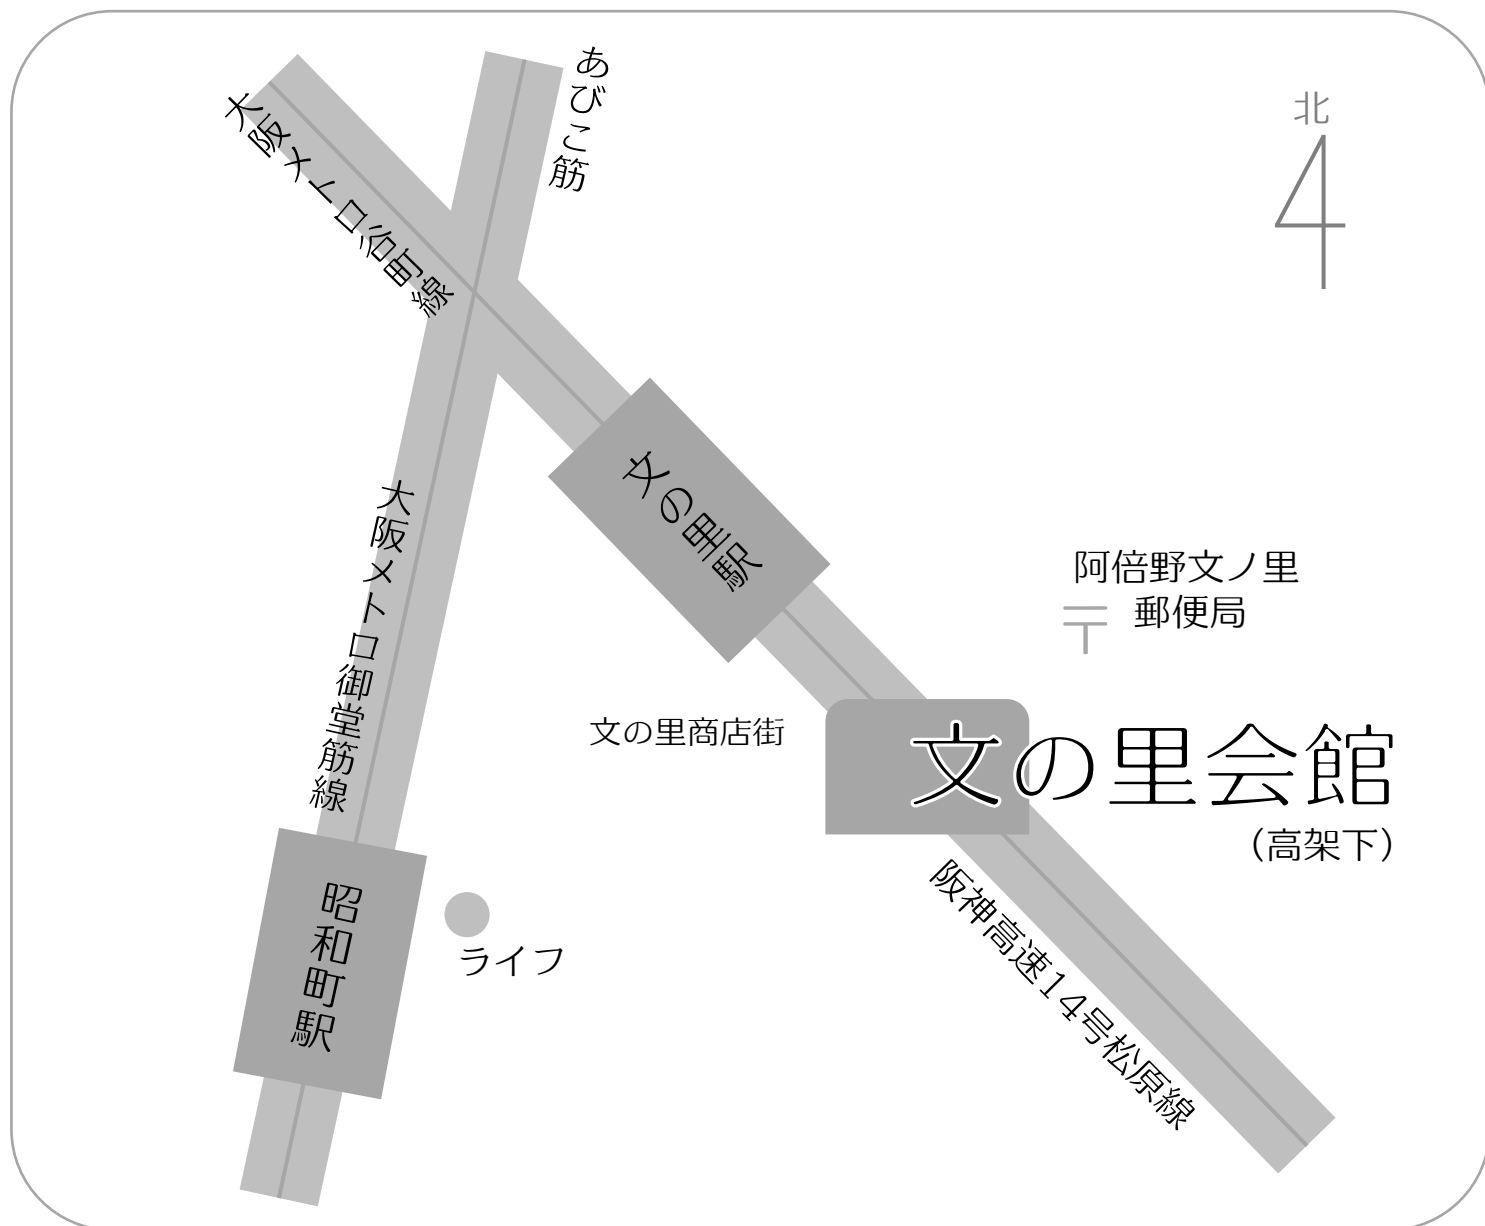 あびこ筋
北
大阪メトロ谷町線
文の里駅
大阪メトロ御堂筋線
阿倍野文ノ里
〒 郵便局
文の里商店街
文の里会館
（高架下）
昭和町駅
ライフ
阪神高速14号松原線